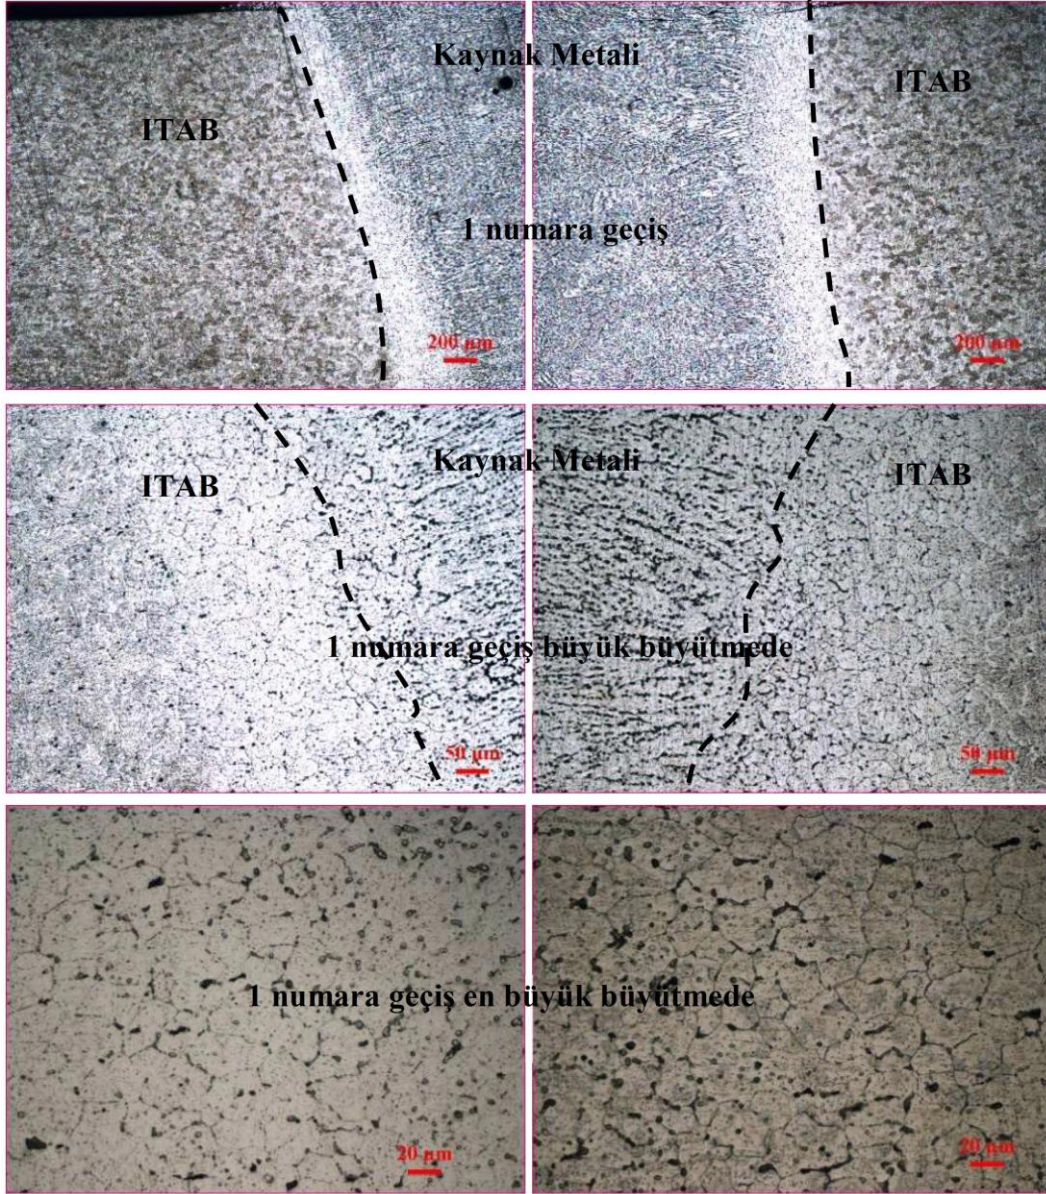 Kaynak Metali
ITAB
ITAB
1 numara geçiş
200 µm
200 µm
Kaynak Metali
ITAB
ITAB
1 numara geçiş büyük büyütmede
50 µm
50 µm
1 numara geçiş en büyük büyütmede
20 µm
20 µm